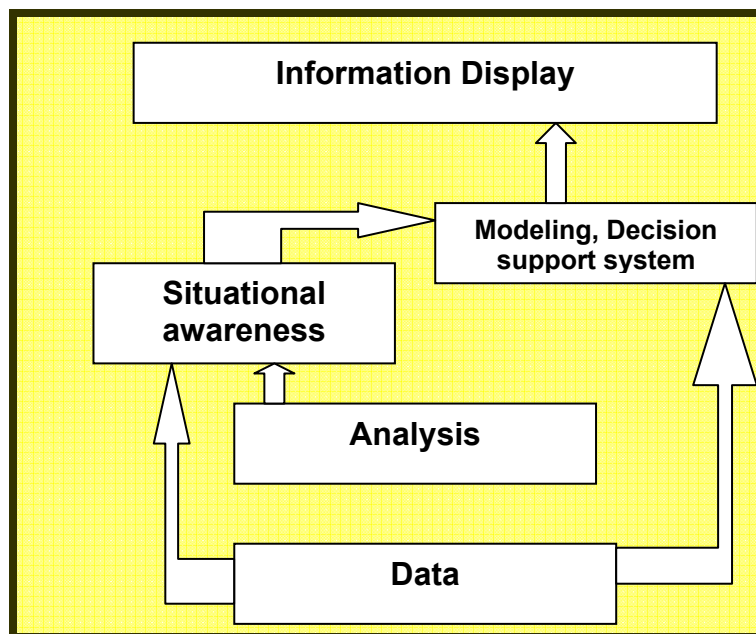 Information Display
Modeling, Decision
support system
Situational
awareness
Analysis
Data